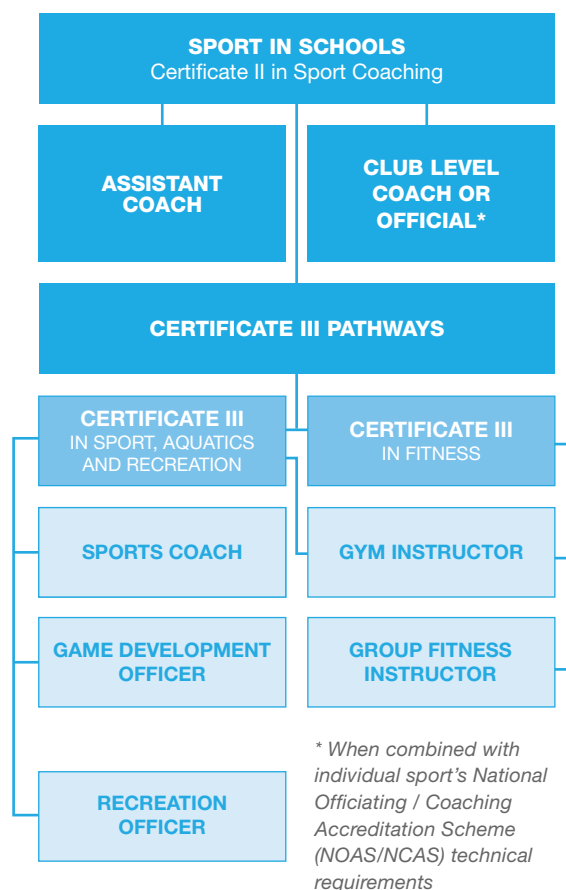 SPORT IN SCHOOLS
Certificate II in Sport Coaching
ASSISTANT
COACH
CLUB LEVEL
COACH OR
OFFICIAL*
CERTIFICATE III PATHWAYS
CERTIFICATE III
IN SPORT, AQUATICS
AND RECREATION
CERTIFICATE III
IN FITNESS
SPORTS COACH
GYM INSTRUCTOR
GAME DEVELOPMENT
OFFICER
GROUP FITNESS
INSTRUCTOR
RECREATION
OFFICER
* When combined with
individual sport's National
Officiating / Coaching
Accreditation Scheme
(NOAS/NCAS) technical
requirements